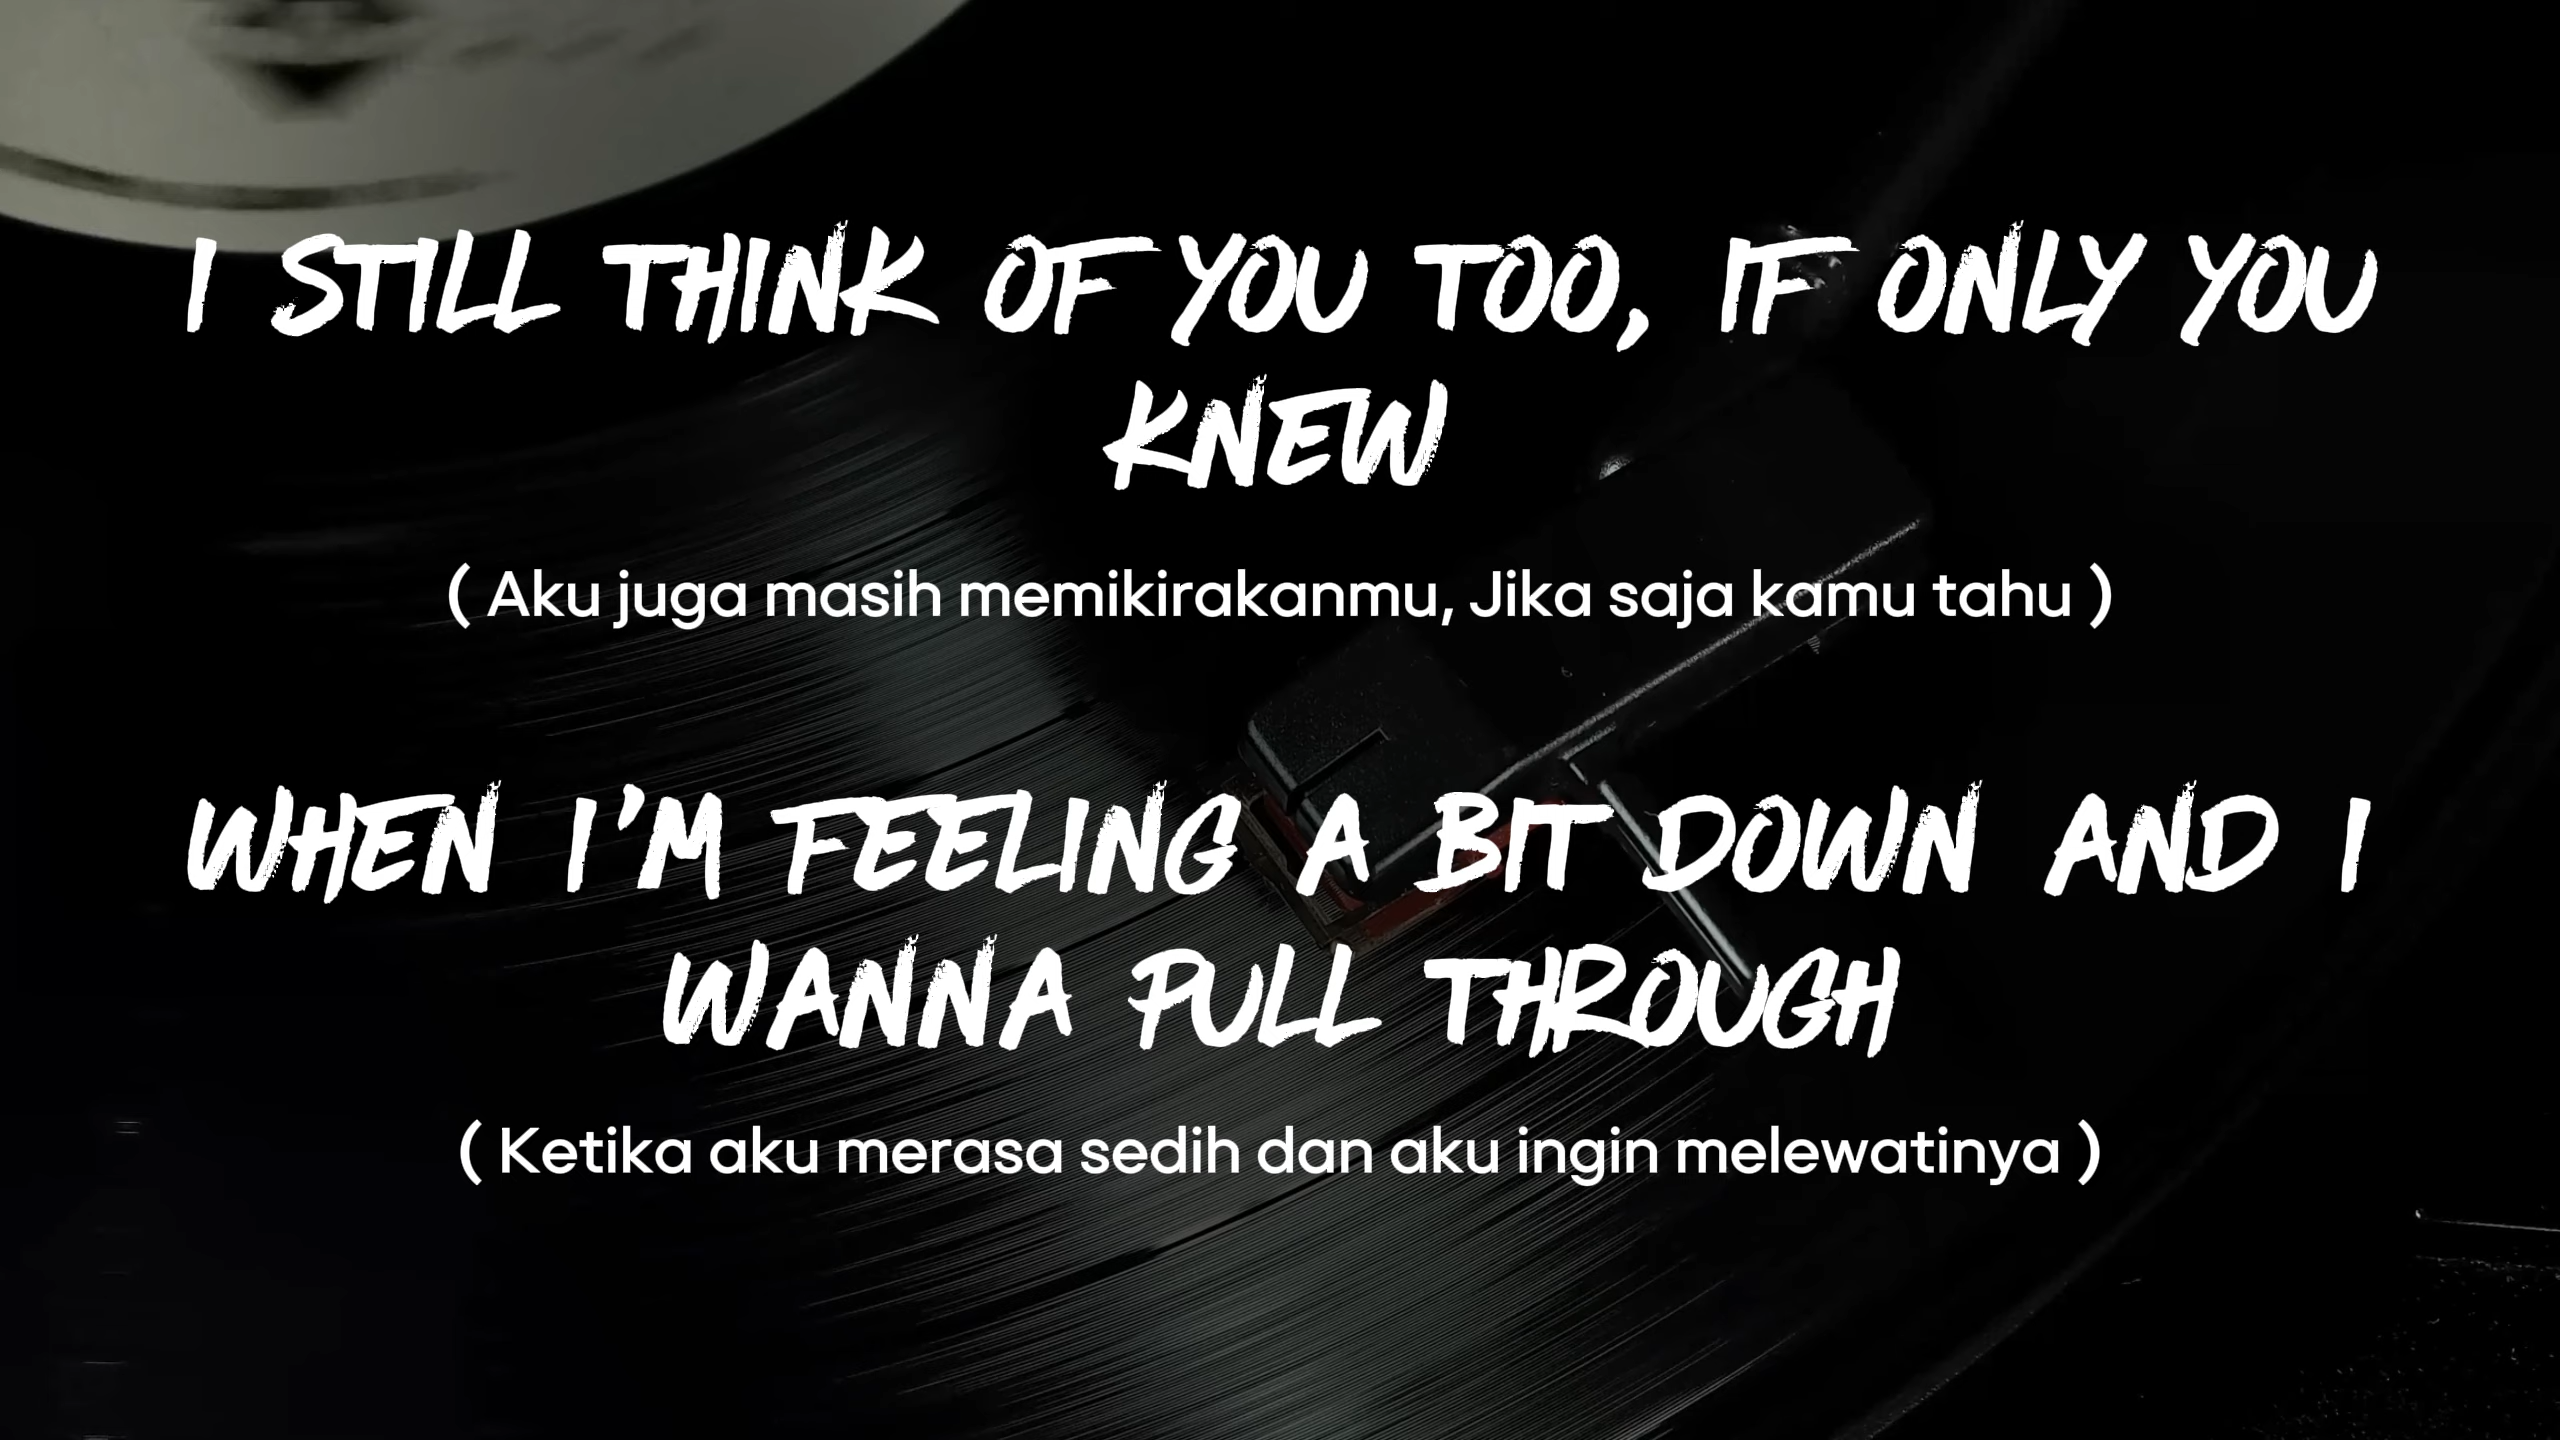 I STILL THINK OF YOU TOO, IF ONLY YOU
KNEW
( Aku juga masih memikirakanmu, Jika saja kamu tahu )
WHEN I'M FEELING A BIT DOWN AND I
WANNA PULL THROUGH
( Ketika aku merasa sedih dan aku ingin melewatinya )